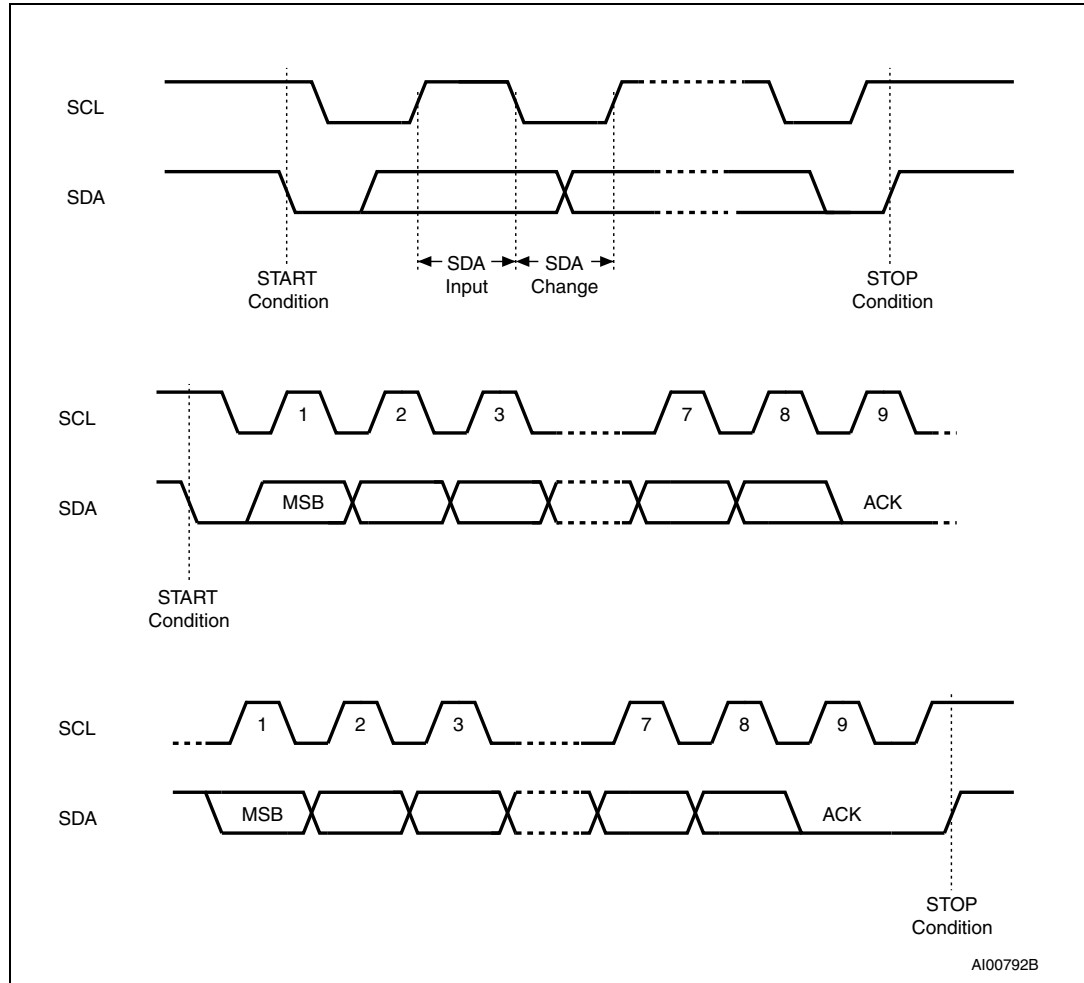 SCL
SDA
START
Condition
SDA
Input
SDA
Change
STOP
Condition
SCL
1 2 3 7 8 9
SDA
MSB ACK
START
Condition
SCL
1 2 3 7 8 9
SDA
MSB ACK
STOP
Condition
AI00792B